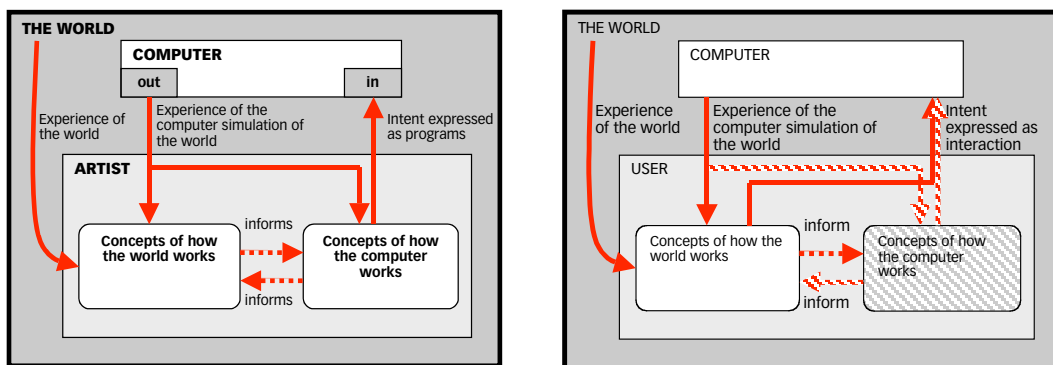 THE WORLD
COMPUTER
out
in
Experience of
the world
Experience of the
computer simulation of
the world
Intent expressed
as programs
ARTIST
informs
Concepts of how
the world works
Concepts of how
the computer
works
informs
THE WORLD
COMPUTER
Experience
of the world
Experience of the
computer simulation of
the world
Intent
expressed as
interaction
USER
inform
Concepts of how the
world works
Concepts of how
the computer
works
inform